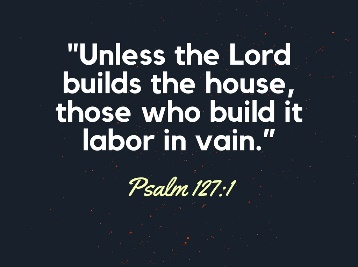 "Unless the Lord
builds the house,
those who build it
labor in vain.”
Psalm 127:1